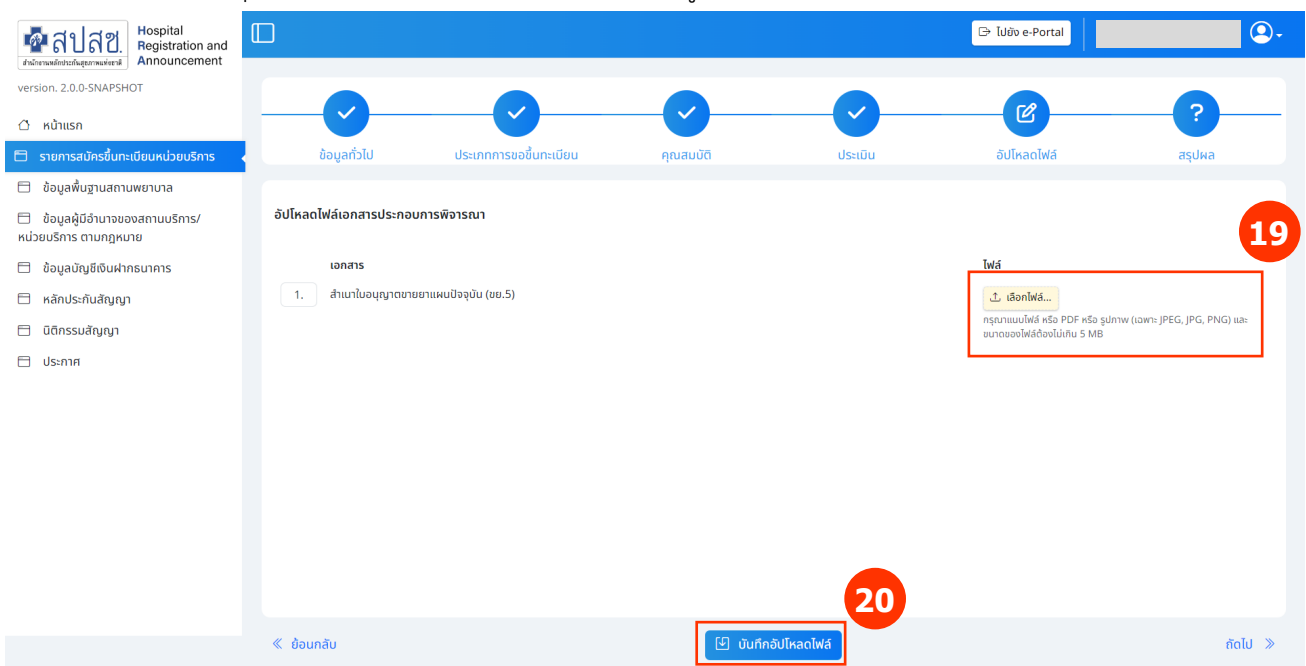 สปสช.
สำนักงานหลักประกันสุขภาพแห่งชาติ
Hospital
Registration and
Announcement
version. 2.0.0-SNAPSHOT
หน้าแรก
รายการสมัครขึ้นทะเบียนหน่วยบริการ
ข้อมูลพื้นฐานสถานพยาบาล
ข้อมูลผู้มีอำนาจของสถานบริการ/
หน่วยบริการ ตามกฎหมาย
ข้อมูลบัญชีเงินฝากธนาคาร
หลักประกันสัญญา
นิติกรรมสัญญา
ประกาศ
ไปยัง e-Portal
ข้อมูลทั่วไป
ประเภทการขอขึ้นทะเบียน
คุณสมบัติ
ประเมิน
อัปโหลดไฟล์
?
สรุปผล
อัปโหลดไฟล์เอกสารประกอบการพิจารณา
19
เอกสาร
ไฟล์
1. สำเนาใบอนุญาตขายยาแผนปัจจุบัน (ขย.5)
เลือกไฟล์...
กรุณาแนบไฟล์ หรือ PDF หรือ รูปภาพ (เฉพาะ JPEG, JPG, PNG) และ
ขนาดของไฟล์ต้องไม่เกิน 5 MB
20
ย้อนกลับ
บันทึกอัปโหลดไฟล์
ถัดไป